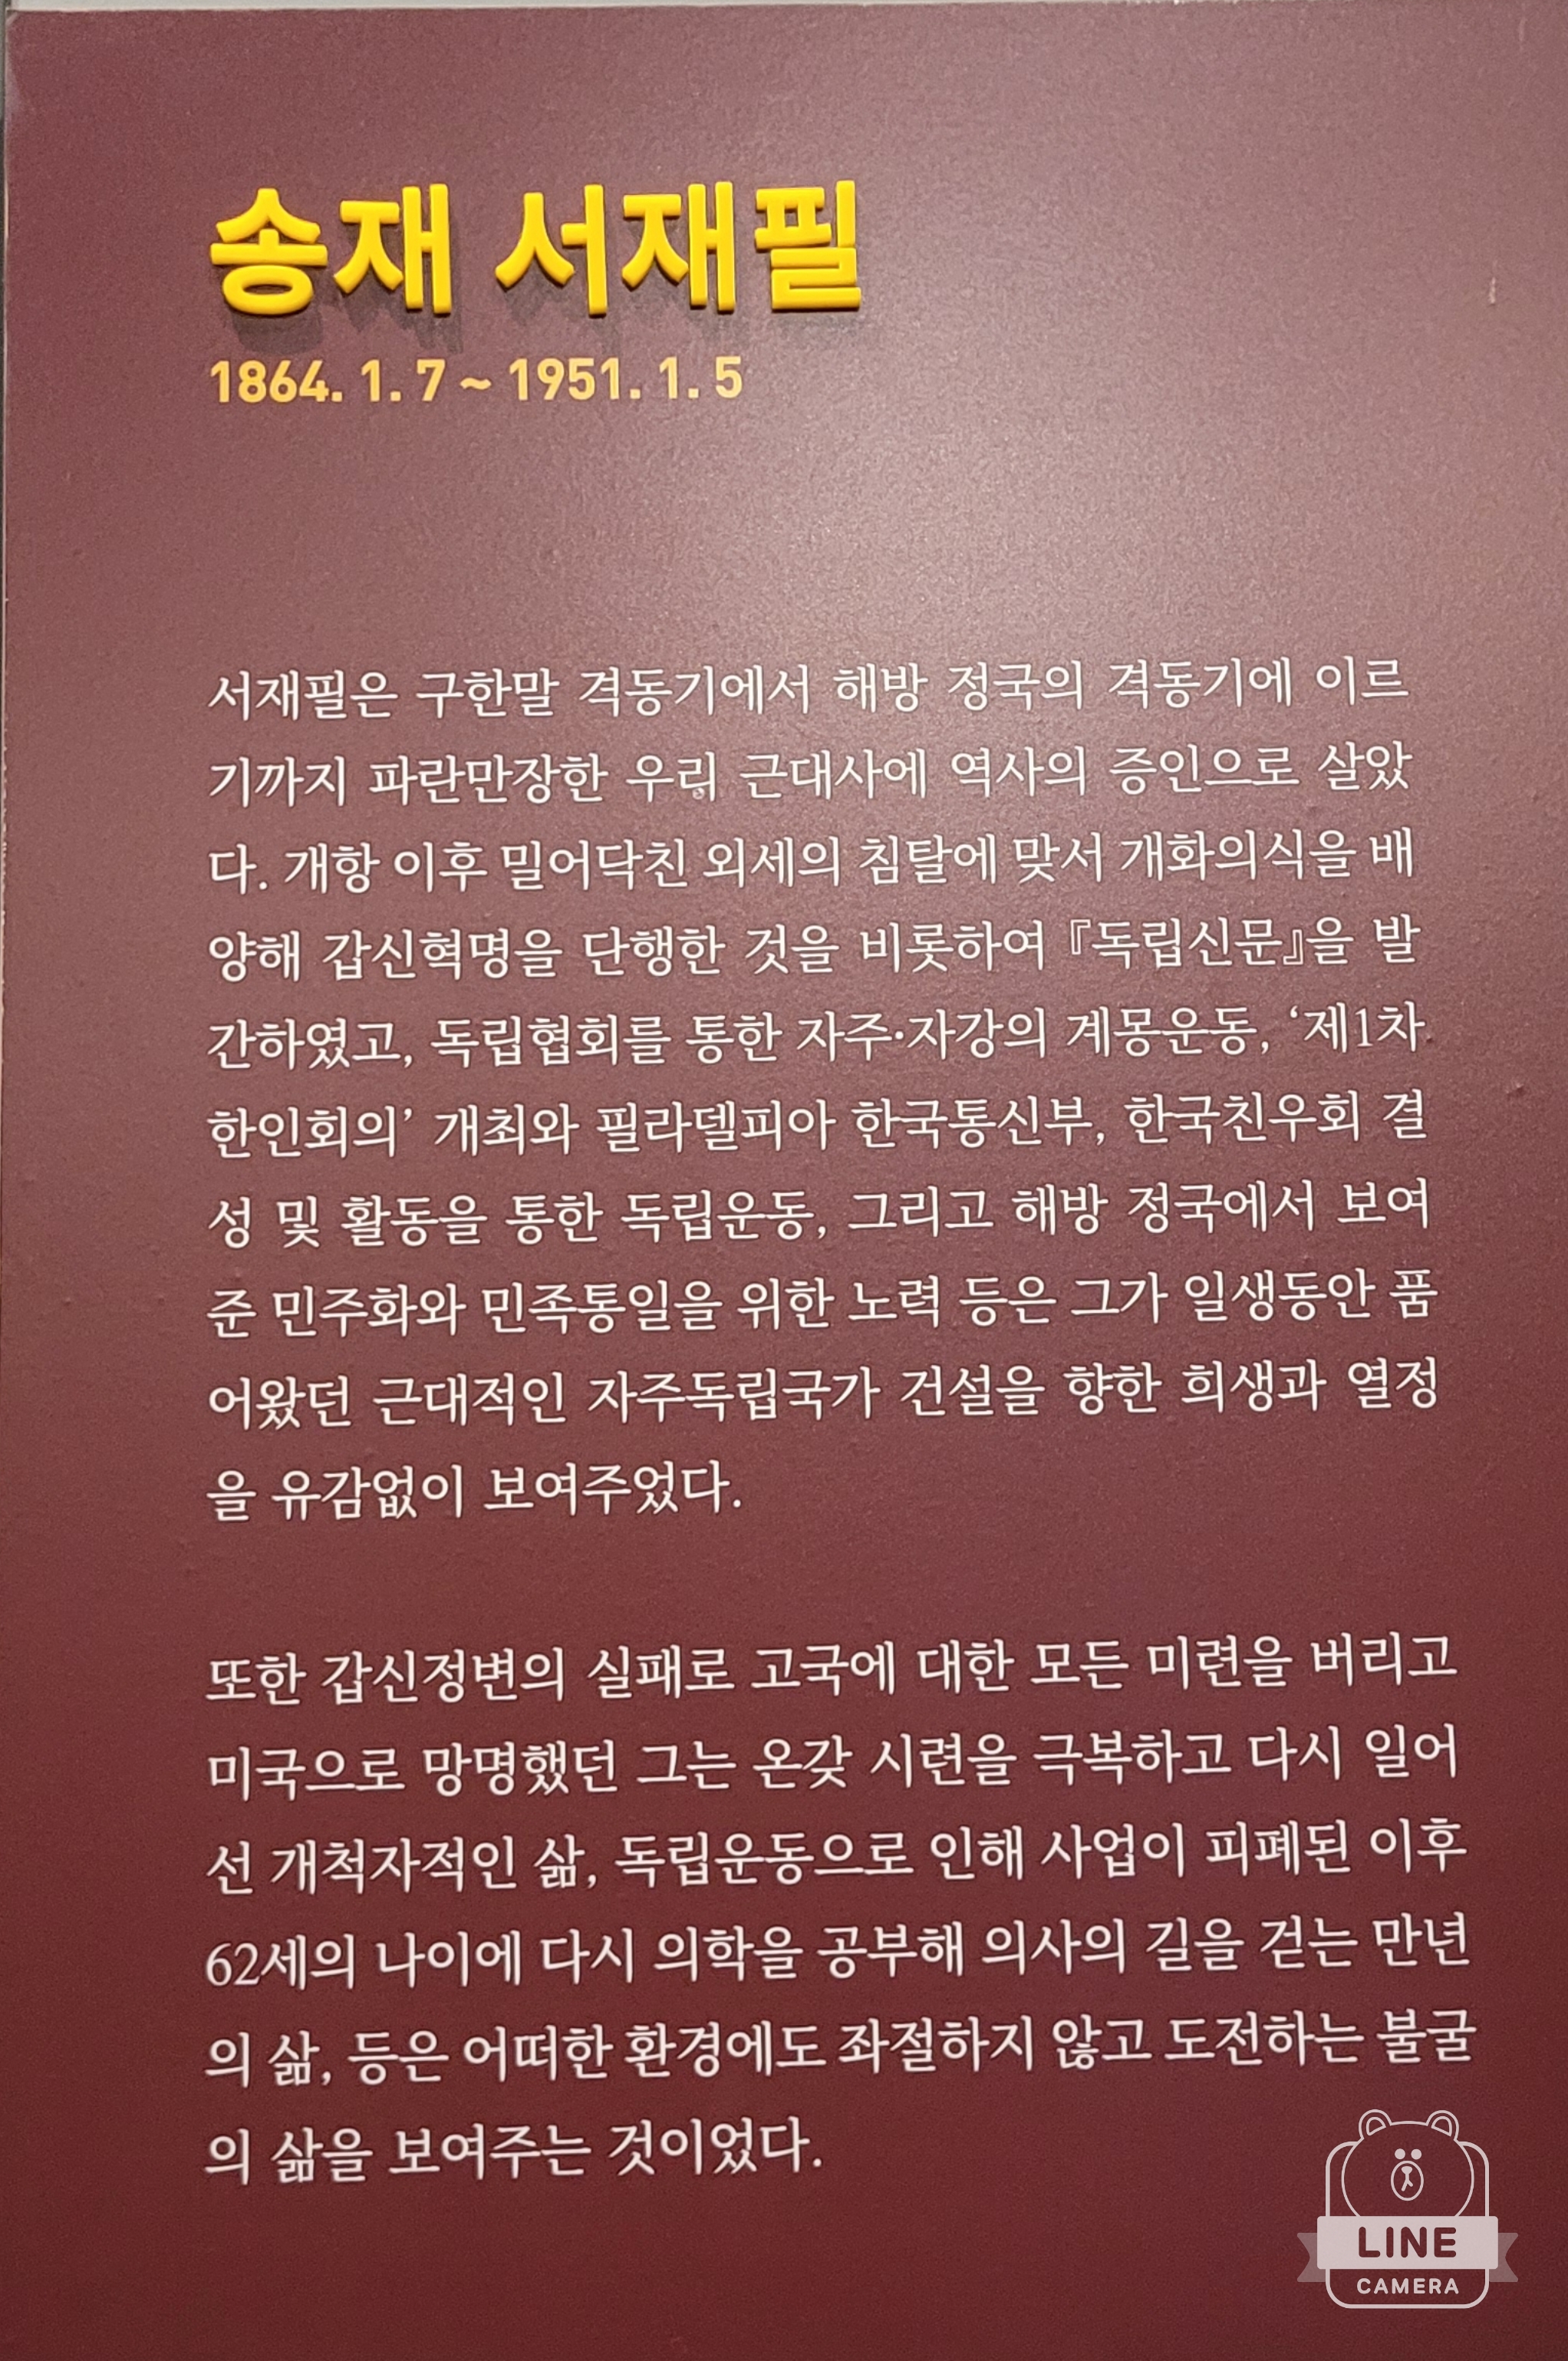 송재 서재필
1864. 1. 7 ~ 1951. 1. 5
서재필은 구한말 격동기에서 해방 정국의 격동기에 이르
기까지 파란만장한 우리 근대사에 역사의 증인으로 살았
다. 개항 이후 밀어닥친 외세의 침탈에 맞서 개화의식을 배
양해 갑신혁명을 단행한 것을 비롯하여 『독립신문』을 발
간하였고, 독립협회를 통한 자주·자강의 계몽운동, ‘제1차
한인회의’ 개최와 필라델피아 한국통신부, 한국친우회 결
성 및 활동을 통한 독립운동, 그리고 해방 정국에서 보여
준 민주화와 민족통일을 위한 노력 등은 그가 일생동안 품
어왔던 근대적인 자주독립국가 건설을 향한 희생과 열정
을 유감없이 보여주었다.
또한 갑신정변의 실패로 고국에 대한 모든 미련을 버리고
미국으로 망명했던 그는 온갖 시련을 극복하고 다시 일어
선 개척자적인 삶, 독립운동으로 인해 사업이 피폐된 이후
62세의 나이에 다시 의학을 공부해 의사의 길을 걷는 만년
의 삶, 등은 어떠한 환경에도 좌절하지 않고 도전하는 불굴
의 삶을 보여주는 것이었다.
LINE
CAMERA